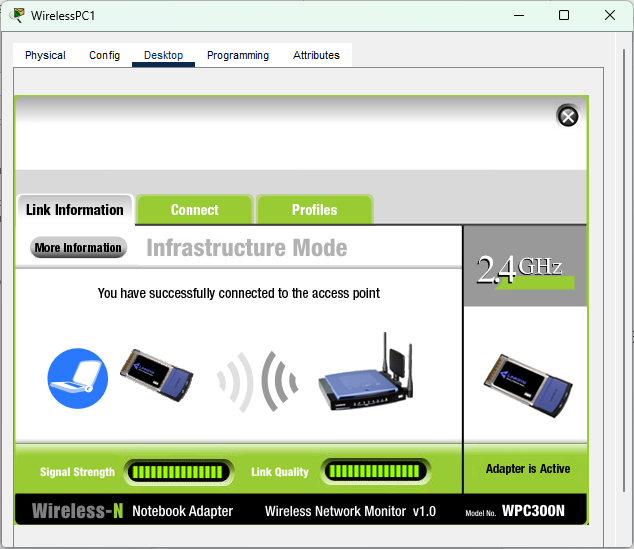 WirelessPC1
Physical Config Desktop Programming Attributes
Link Information Connect Profiles
More Information Infrastructure Mode
2.4GHz
You have successfully connected to the access point
Signal Strength Link Quality Adapter is Active
Wireless-N Notebook Adapter Wireless Network Monitor v1.0 Model No. WPC300N